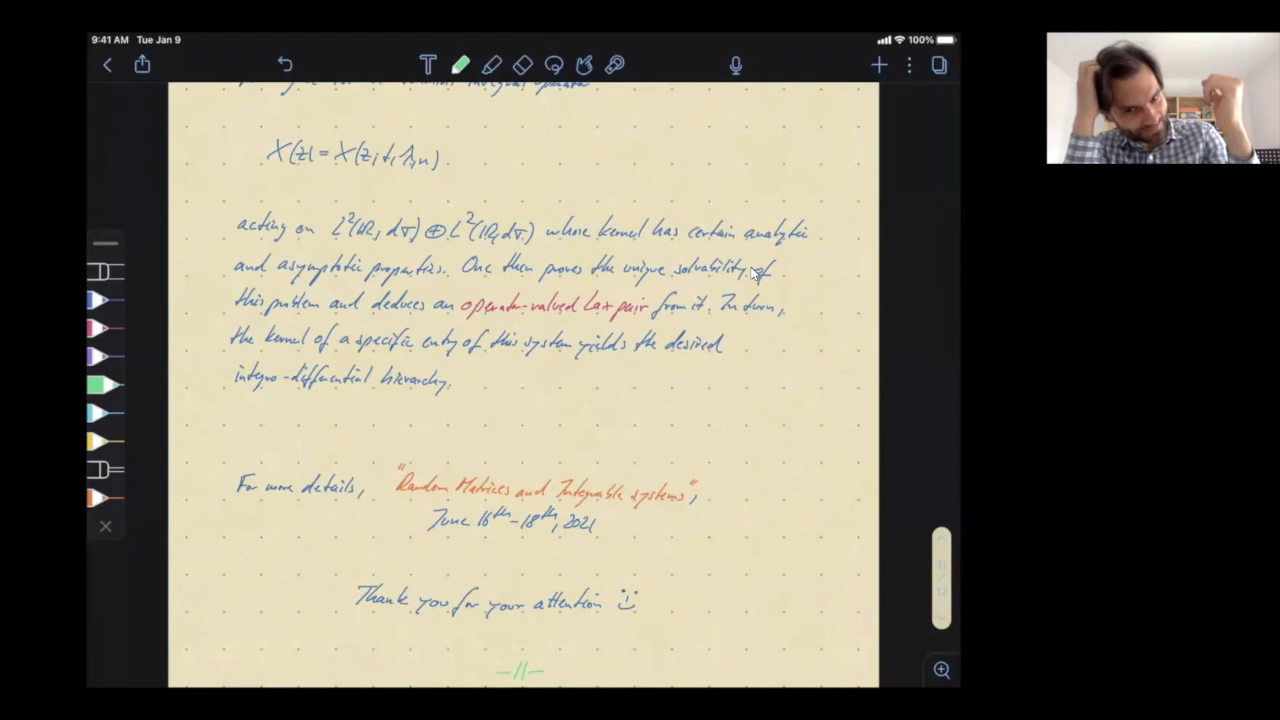 9:41 AM Tue Jan 9
100%
X(z) = X(z; t, λ, n)
acting on L²(ℝ, dσ) ⊕ L²(ℝ, dσ) whose kernel has certain analytic
and asymptotic properties. One then proves the unique solvability of
this problem and deduces an operator-valued Lax pair from it. In turn,
the kernel of a specific entry of this system yields the desired
integro-differential hierarchy.
For more details, "Random Matrices and Integrable systems",
June 16th - 18th, 2021
Thank you for your attention
11 / 12